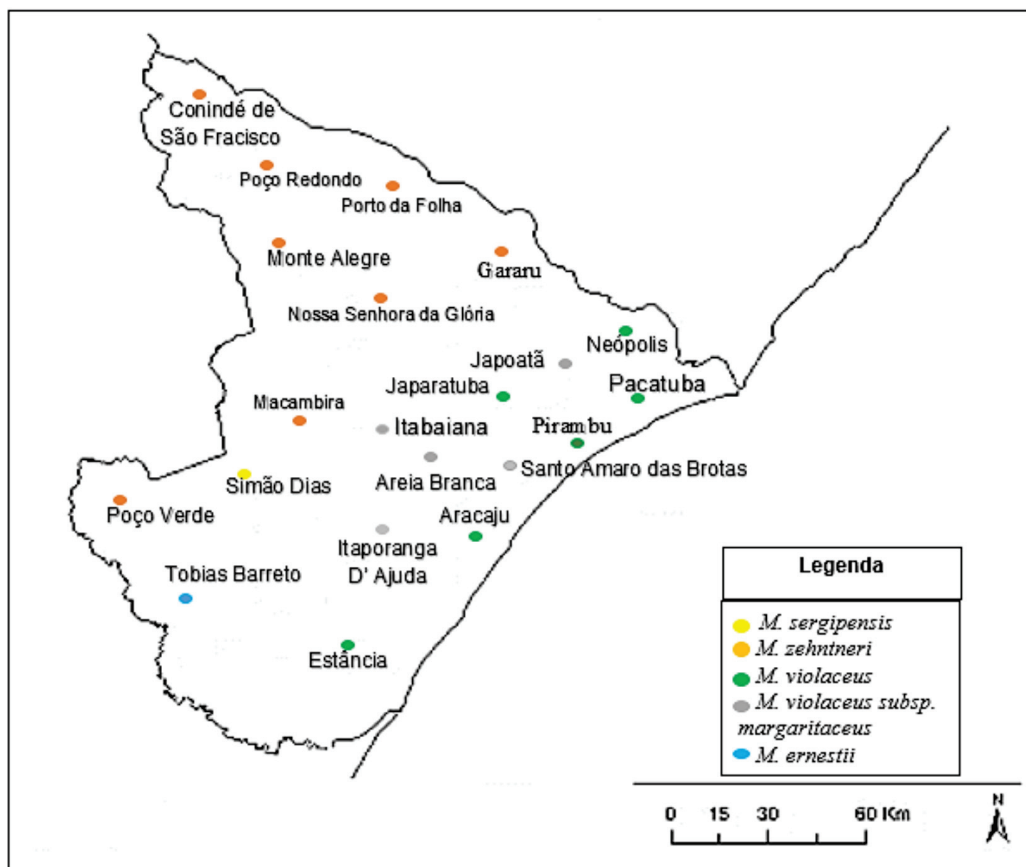 Conindé de
São Fracisco
Poço Redondo
Porto da Folha
Monte Alegre
Gararu
Nossa Senhora da Glória
Neópolis
Japoatã
Japaratuba
Pacatuba
Macambira
Itabaiana
Pirambu
Simão Dias
Areia Branca
Santo Amaro das Brotas
Poço Verde
Aracaju
Itaporanga
D' Ajuda
Tobias Barreto
Estância
Legenda
M. sergipensis
M. zehntneri
M. violaceus
M. violaceus subsp.
margaritaceus
M. ernestii
0 15 30 60 Km
N